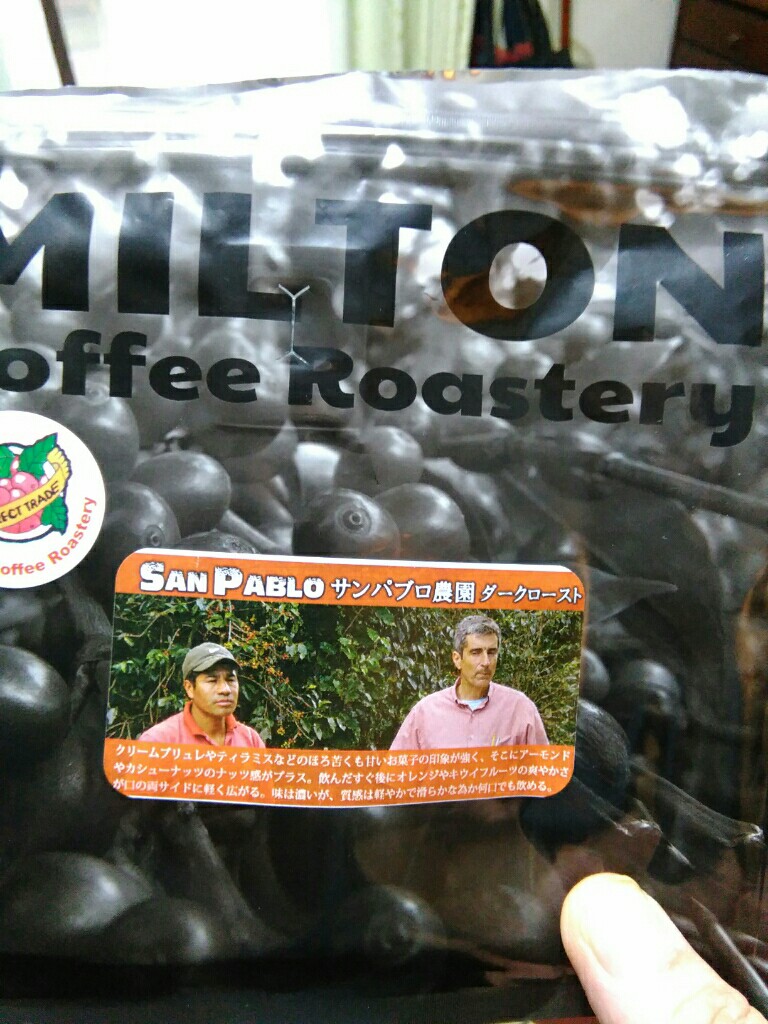 MILTON
offee Roastery
ECT TRADE
offee Roastery
SAN PABLO サンパブロ農園 ダークロースト
クリームブリュレやティラミスなどのほろ苦くも甘いお菓子の印象が強く、そこにアーモンド
やカシューナッツのナッツ感がプラス。飲んだすぐ後にオレンジやキウイフルーツの爽やかさ
が口の両サイドに軽く広がる。味は濃いが、質感は軽やかで滑らかな為か何口でも飲める。